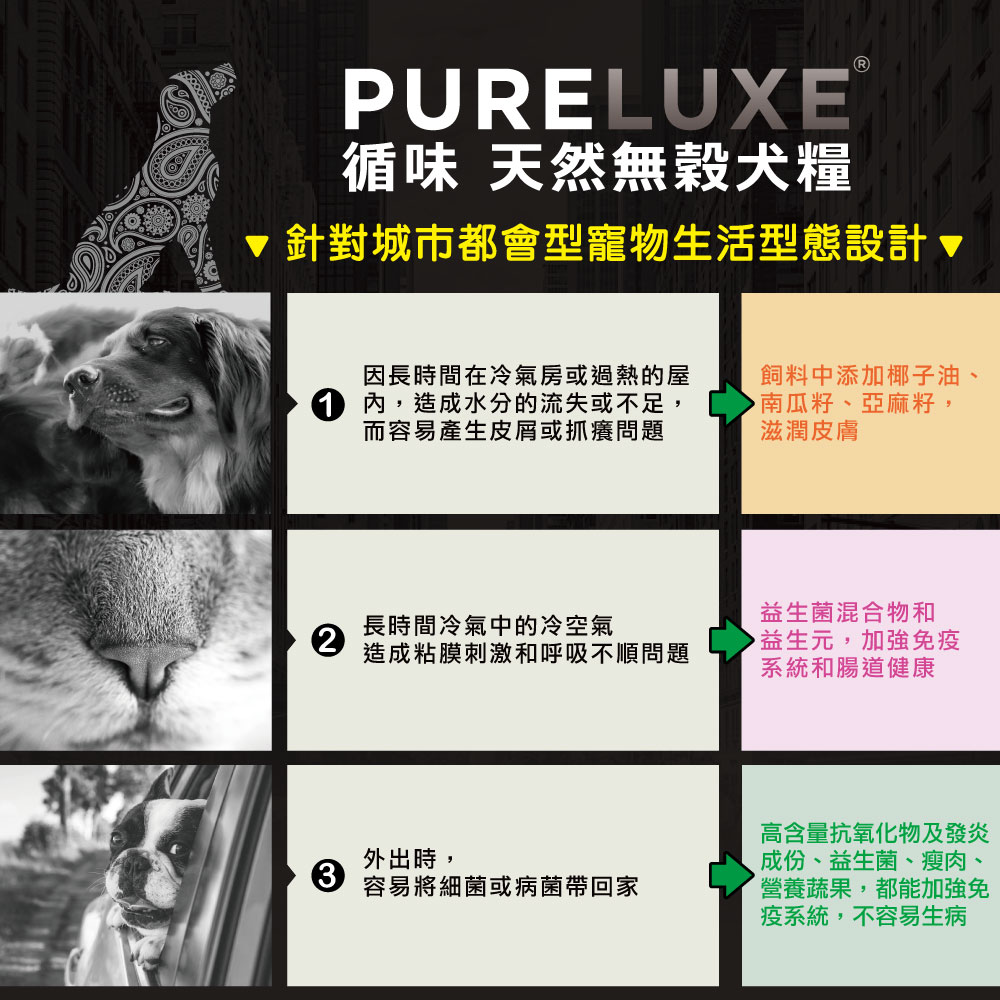 PURELUXE®
循味 天然無穀犬糧
▼ 針對城市都會型寵物生活型態設計 ▼
1
因長時間在冷氣房或過熱的屋
內，造成水分的流失或不足，
而容易產生皮屑或抓癢問題
飼料中添加椰子油、
南瓜籽、亞麻籽，
滋潤皮膚
2
長時間冷氣中的冷空氣
造成粘膜刺激和呼吸不順問題
益生菌混合物和
益生元，加強免疫
系統和腸道健康
3
外出時，
容易將細菌或病菌帶回家
高含量抗氧化物及發炎
成份、益生菌、瘦肉、
營養蔬果，都能加強免
疫系統，不容易生病